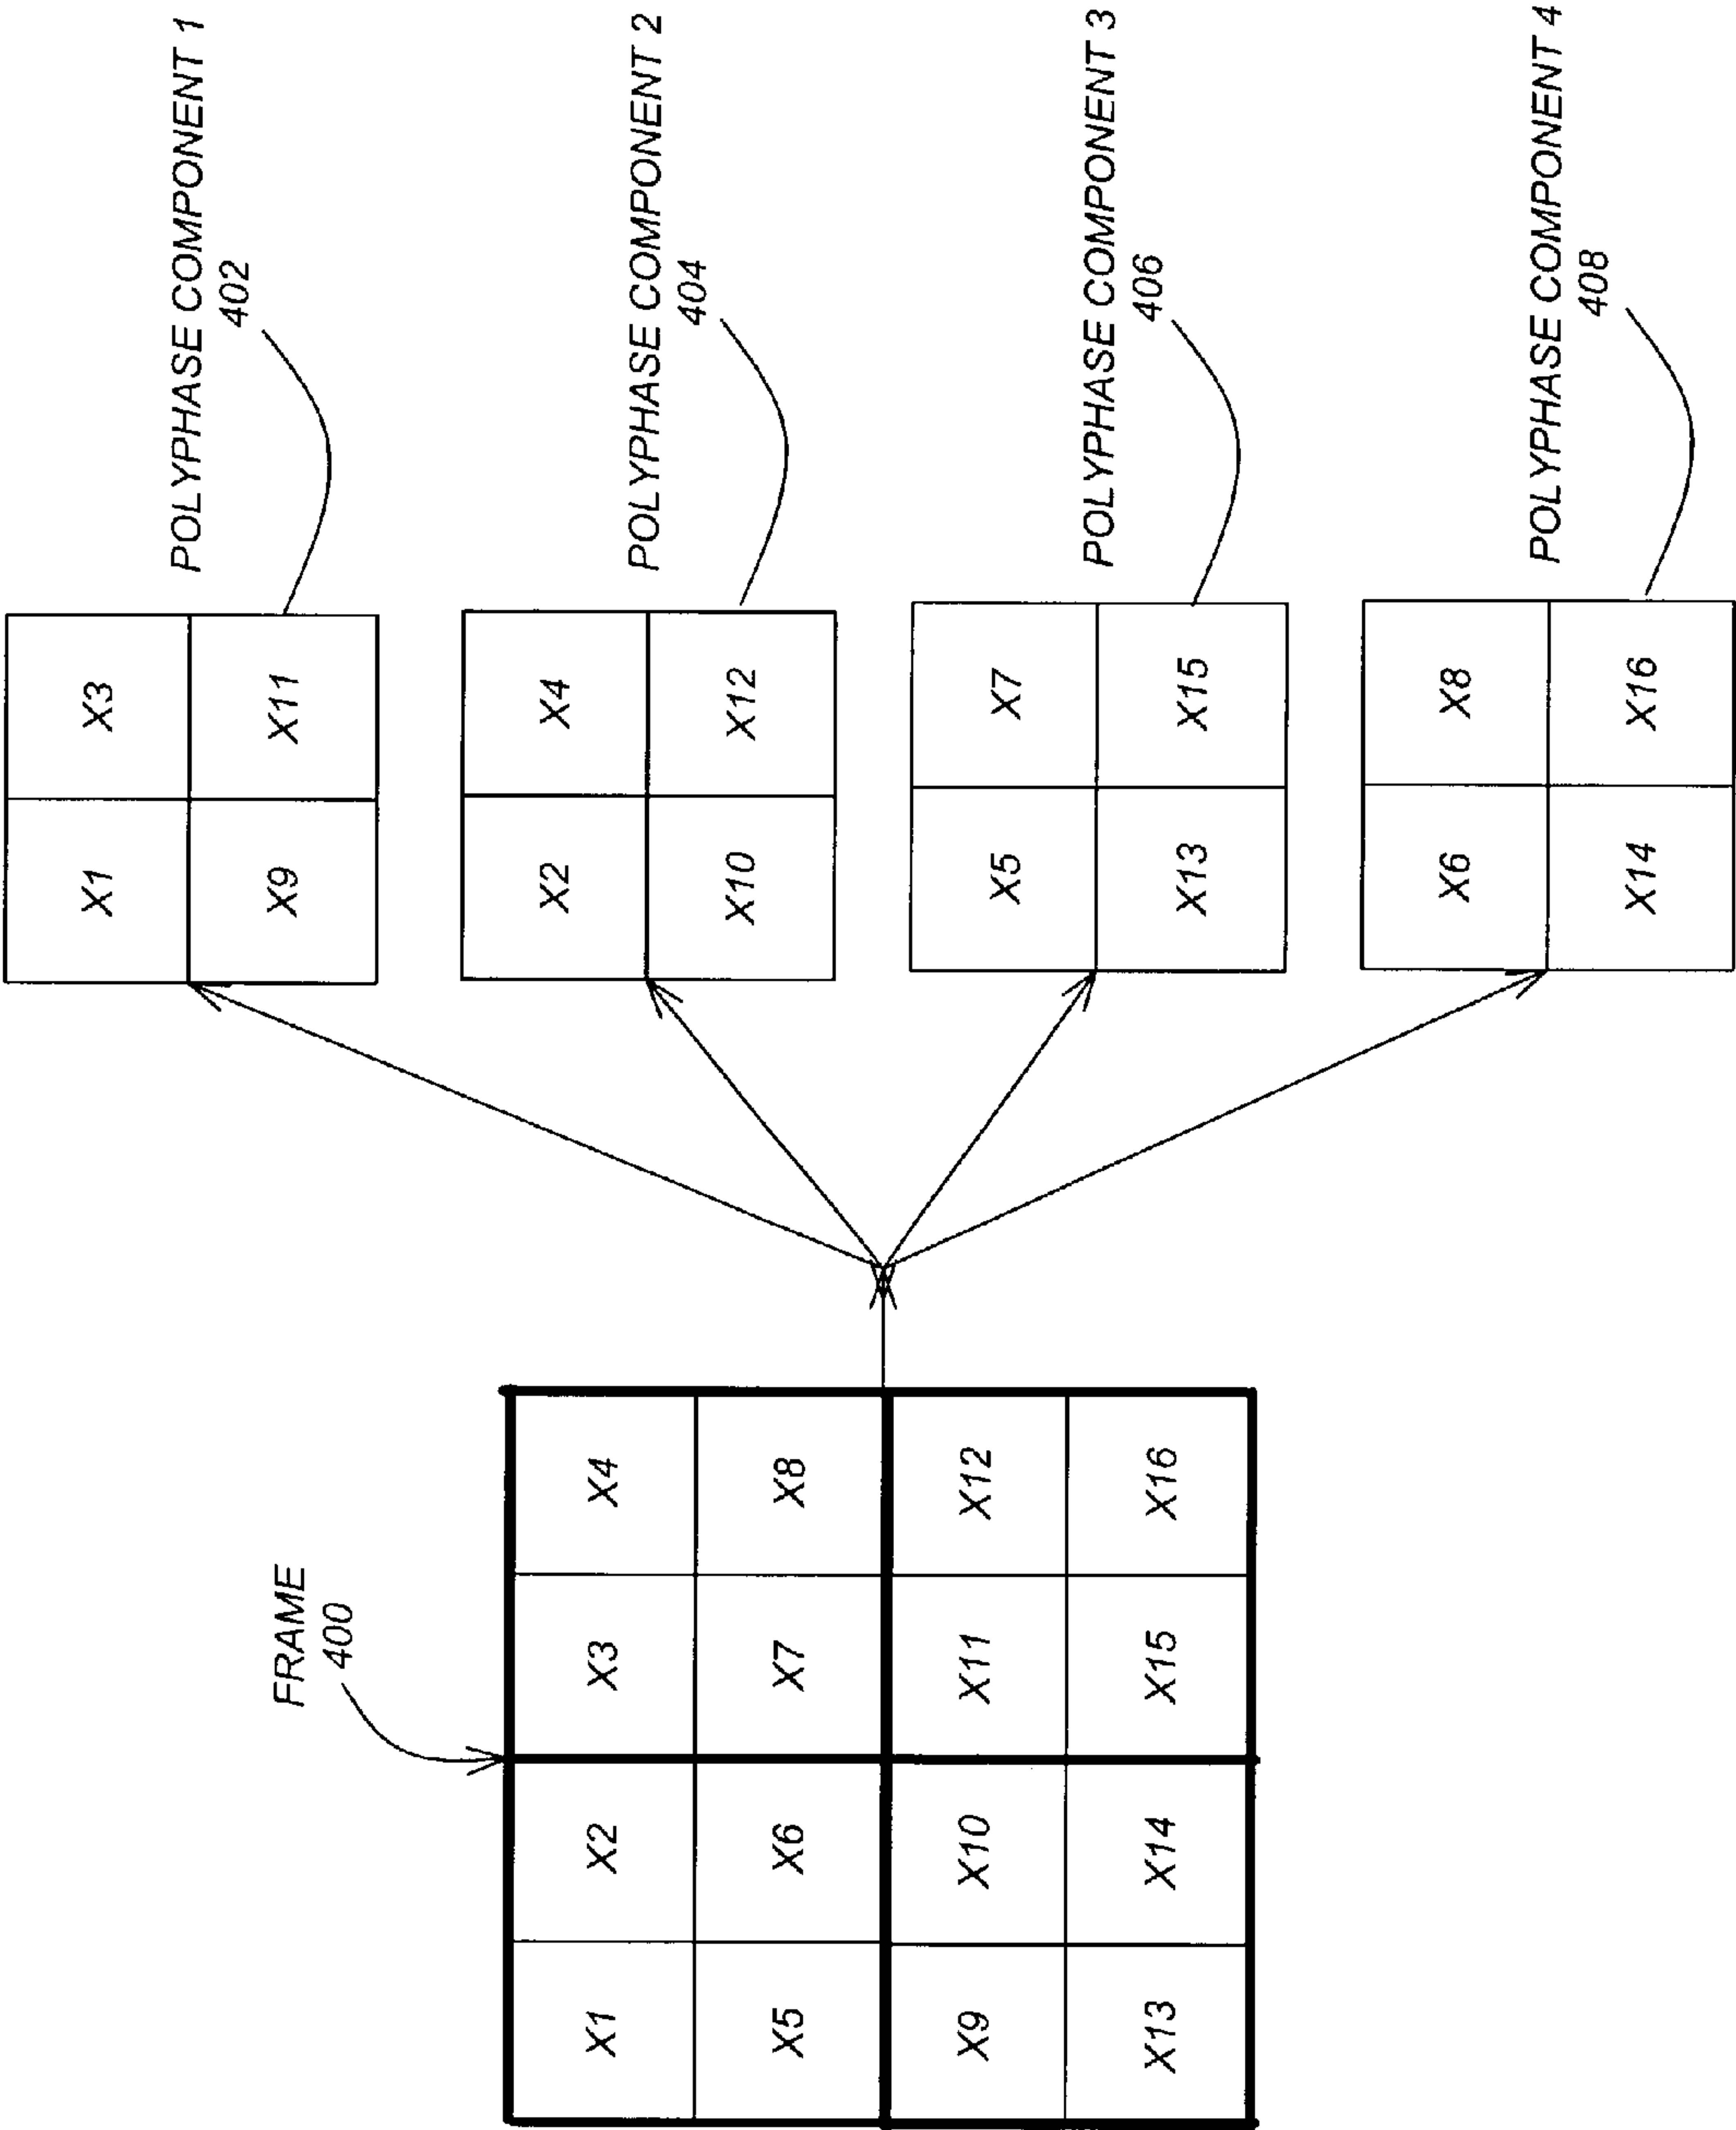 FRAME
400
X1 X2 X3 X4
X5 X6 X7 X8
X9 X10 X11 X12
X13 X14 X15 X16
X1 X3
X9 X11
POLYPHASE COMPONENT 1
402
X2 X4
X10 X12
POLYPHASE COMPONENT 2
404
X5 X7
X13 X15
POLYPHASE COMPONENT 3
406
X6 X8
X14 X16
POLYPHASE COMPONENT 4
408